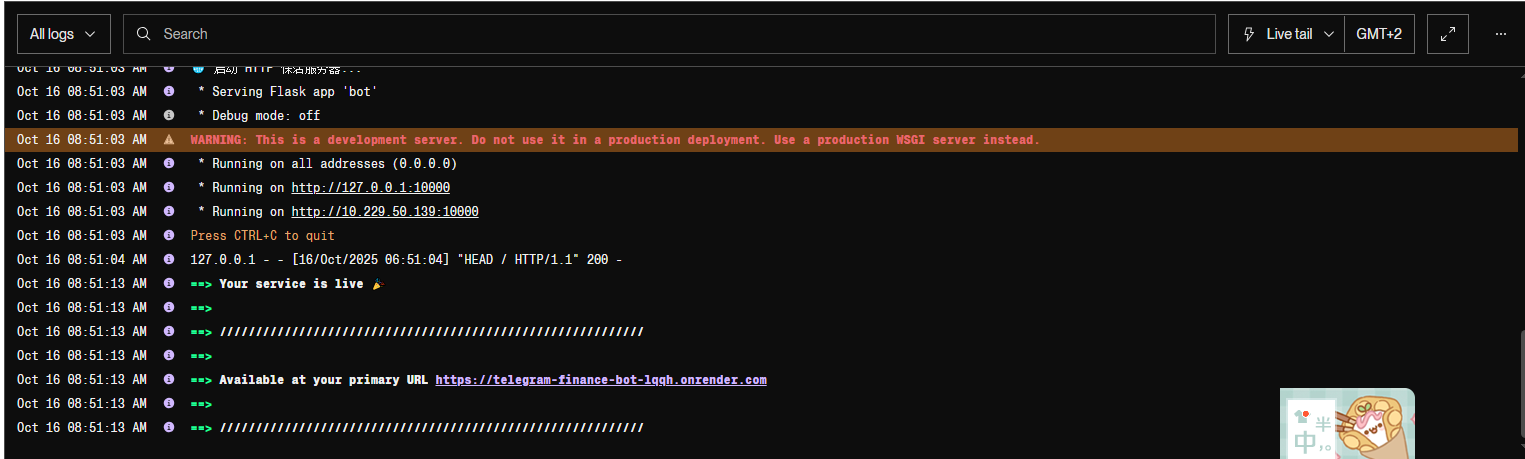 All logs
Search
Live tail
GMT+2
Oct 16 08:51:03 AM 启动 HTTP 保活服务器...
Oct 16 08:51:03 AM * Serving Flask app 'bot'
Oct 16 08:51:03 AM * Debug mode: off
Oct 16 08:51:03 AM WARNING: This is a development server. Do not use it in a production deployment. Use a production WSGI server instead.
Oct 16 08:51:03 AM * Running on all addresses (0.0.0.0)
Oct 16 08:51:03 AM * Running on http://127.0.0.1:10000
Oct 16 08:51:03 AM * Running on http://10.229.50.139:10000
Oct 16 08:51:03 AM Press CTRL+C to quit
Oct 16 08:51:04 AM 127.0.0.1 - - [16/Oct/2025 06:51:04] "HEAD / HTTP/1.1" 200 -
Oct 16 08:51:13 AM ==> Your service is live 🎉
Oct 16 08:51:13 AM ==>
Oct 16 08:51:13 AM ==> ///////////////////////////////////////////////////////////
Oct 16 08:51:13 AM ==>
Oct 16 08:51:13 AM ==> Available at your primary URL https://telegram-finance-bot-lqqh.onrender.com
Oct 16 08:51:13 AM ==>
Oct 16 08:51:13 AM ==> ///////////////////////////////////////////////////////////
半
中 ,。